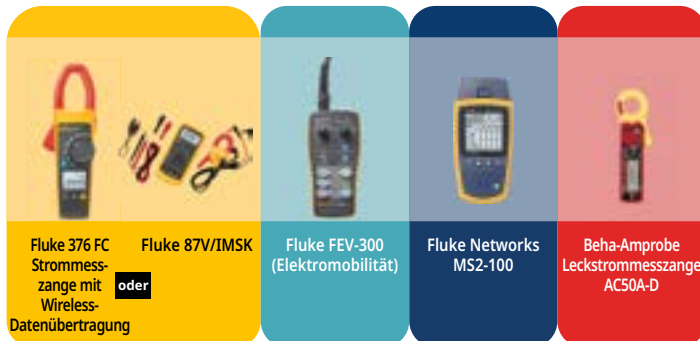 Fluke 376 FC
Strommess-
zange mit
Wireless-
Datenübertragung
oder
Fluke 87V/IMSK
Fluke FEV-300
(Elektromobilität)
Fluke Networks
MS2-100
Beha-Amprobe
Leckstrommesszange
AC50A-D